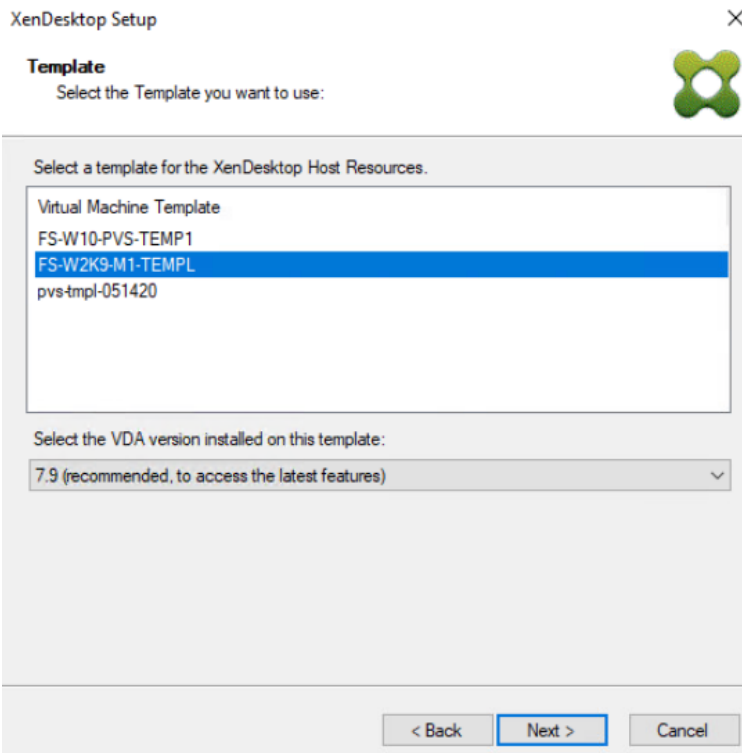 XenDesktop Setup
Template
Select the Template you want to use:
Select a template for the XenDesktop Host Resources.
Virtual Machine Template
FS-W10-PVS-TEMP1
FS-W2K9-M1-TEMPL
pvs-tmpl-051420
Select the VDA version installed on this template:
7.9 (recommended, to access the latest features)
< Back
Next >
Cancel